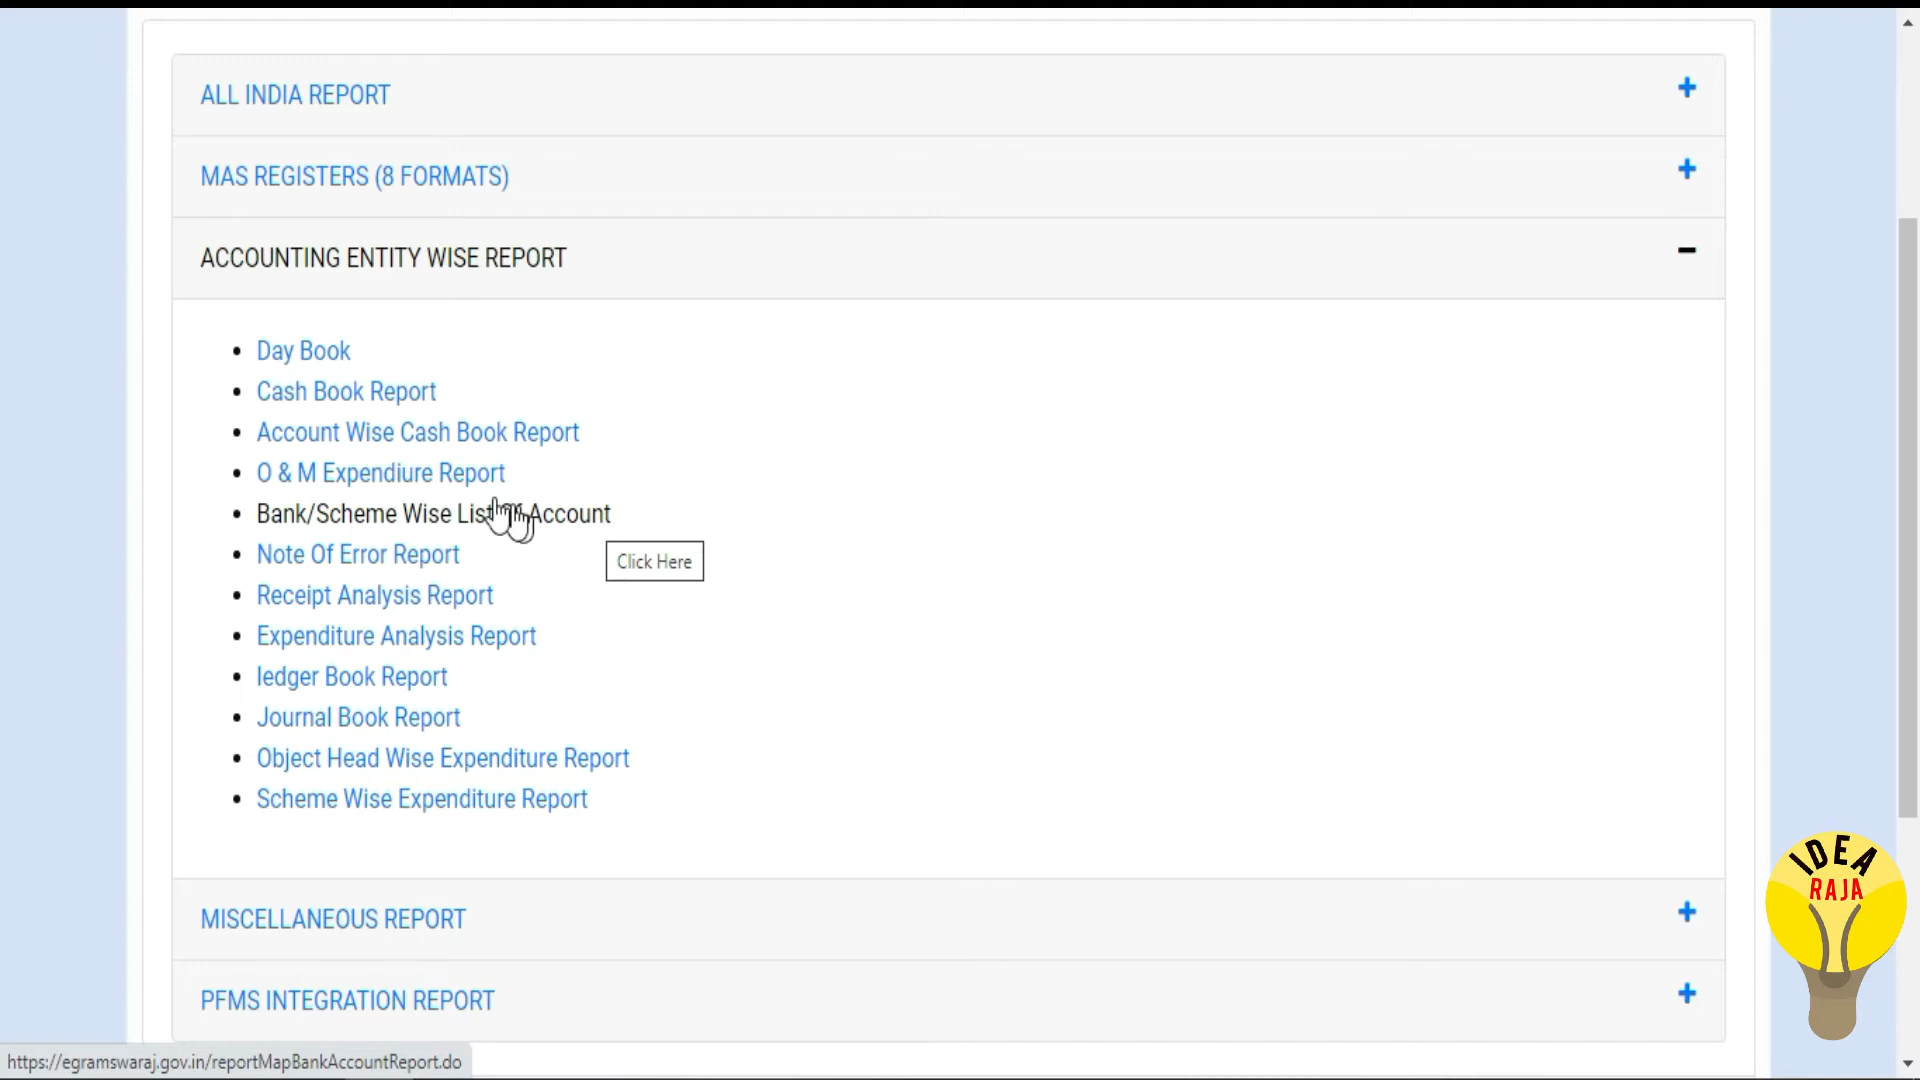 ALL INDIA REPORT
MAS REGISTERS (8 FORMATS)
ACCOUNTING ENTITY WISE REPORT
Day Book
Cash Book Report
Account Wise Cash Book Report
O & M Expendiure Report
Bank/Scheme Wise List Account
Note Of Error Report
Click Here
Receipt Analysis Report
Expenditure Analysis Report
ledger Book Report
Journal Book Report
Object Head Wise Expenditure Report
Scheme Wise Expenditure Report
MISCELLANEOUS REPORT
PFMS INTEGRATION REPORT
https://egramswaraj.gov.in/reportMapBankAccountReport.do
IDEA
RAJA